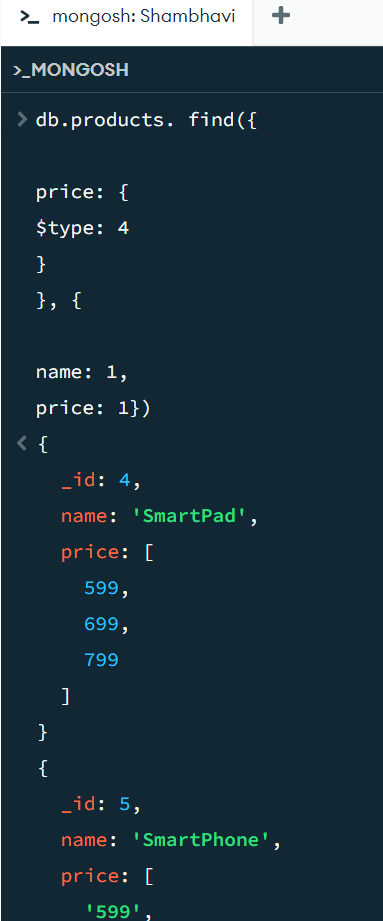 >_ mongosh: Shambhavi +
>_MONGOSH
> db.products. find({
price: {
$type: 4
}
}, {
name: 1,
price: 1})
< {
_id: 4,
name: 'SmartPad',
price: [
599,
699,
799
]
}
{
_id: 5,
name: 'SmartPhone',
price: [
'599',